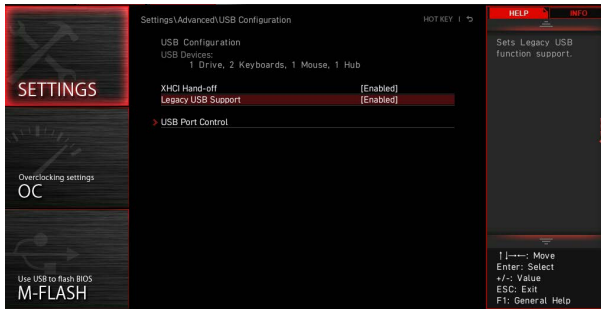 Settings\Advanced\USB Configuration
HOT KEY |
HELP
INFO
USB Configuration
USB Devices:
1 Drive, 2 Keyboards, 1 Mouse, 1 Hub
XHCI Hand-off [Enabled]
Legacy USB Support [Enabled]
> USB Port Control
SETTINGS
Overclocking settings
OC
Use USB to flash BIOS
M-FLASH
Sets Legacy USB
function support.
↑↓→←: Move
Enter: Select
+/-: Value
ESC: Exit
F1: General Help